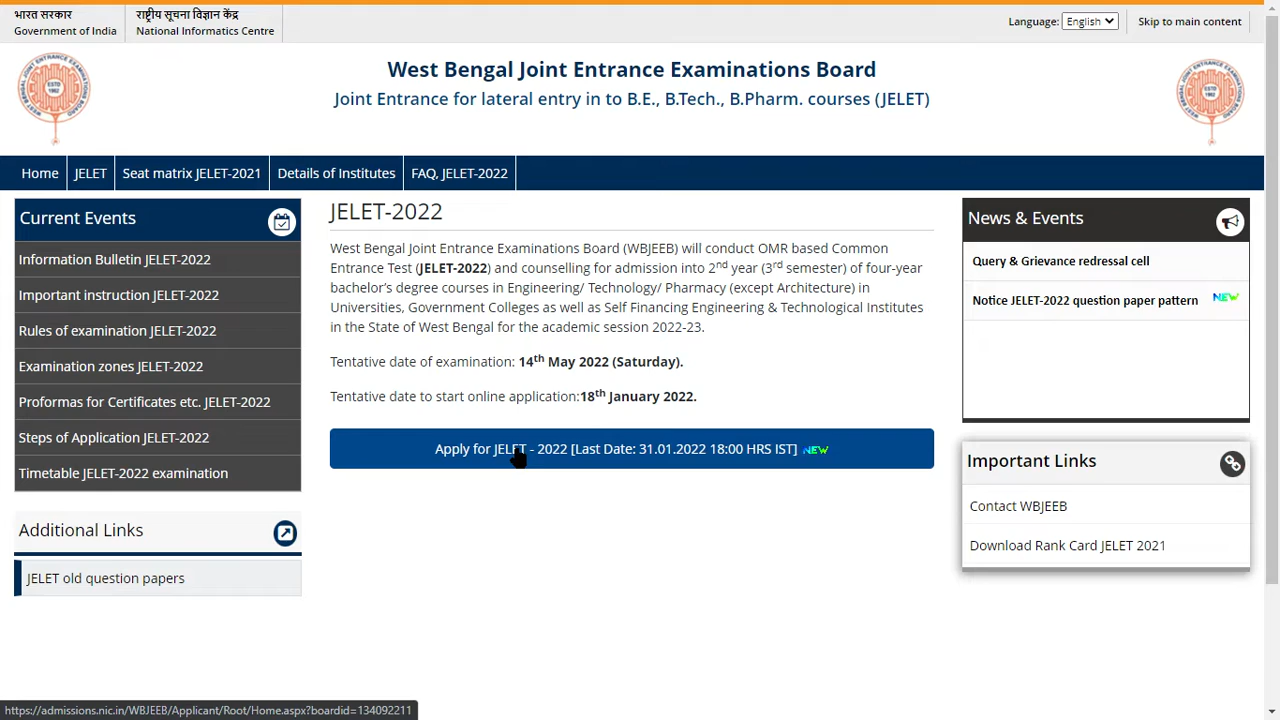 भारत सरकार
Government of India
राष्ट्रीय सूचना विज्ञान केंद्र
National Informatics Centre
Language: English
Skip to main content
West Bengal Joint Entrance Examinations Board
Joint Entrance for lateral entry in to B.E., B.Tech., B.Pharm. courses (JELET)
Home
JELET
Seat matrix JELET-2021
Details of Institutes
FAQ, JELET-2022
Current Events
Information Bulletin JELET-2022
Important instruction JELET-2022
Rules of examination JELET-2022
Examination zones JELET-2022
Proformas for Certificates etc. JELET-2022
Steps of Application JELET-2022
Timetable JELET-2022 examination
Additional Links
JELET old question papers
JELET-2022
West Bengal Joint Entrance Examinations Board (WBJEEB) will conduct OMR based Common
Entrance Test (JELET-2022) and counselling for admission into 2nd year (3rd semester) of four-year
bachelor's degree courses in Engineering/ Technology/ Pharmacy (except Architecture) in
Universities, Government Colleges as well as Self Financing Engineering & Technological Institutes
in the State of West Bengal for the academic session 2022-23.
Tentative date of examination: 14th May 2022 (Saturday).
Tentative date to start online application:18th January 2022.
Apply for JELET - 2022 [Last Date: 31.01.2022 18:00 HRS IST] NEW
News & Events
Query & Grievance redressal cell
Notice JELET-2022 question paper pattern NEW
Important Links
Contact WBJEEB
Download Rank Card JELET 2021
https://admissions.nic.in/WBJEEB/Applicant/Root/Home.aspx?boardid=134092211